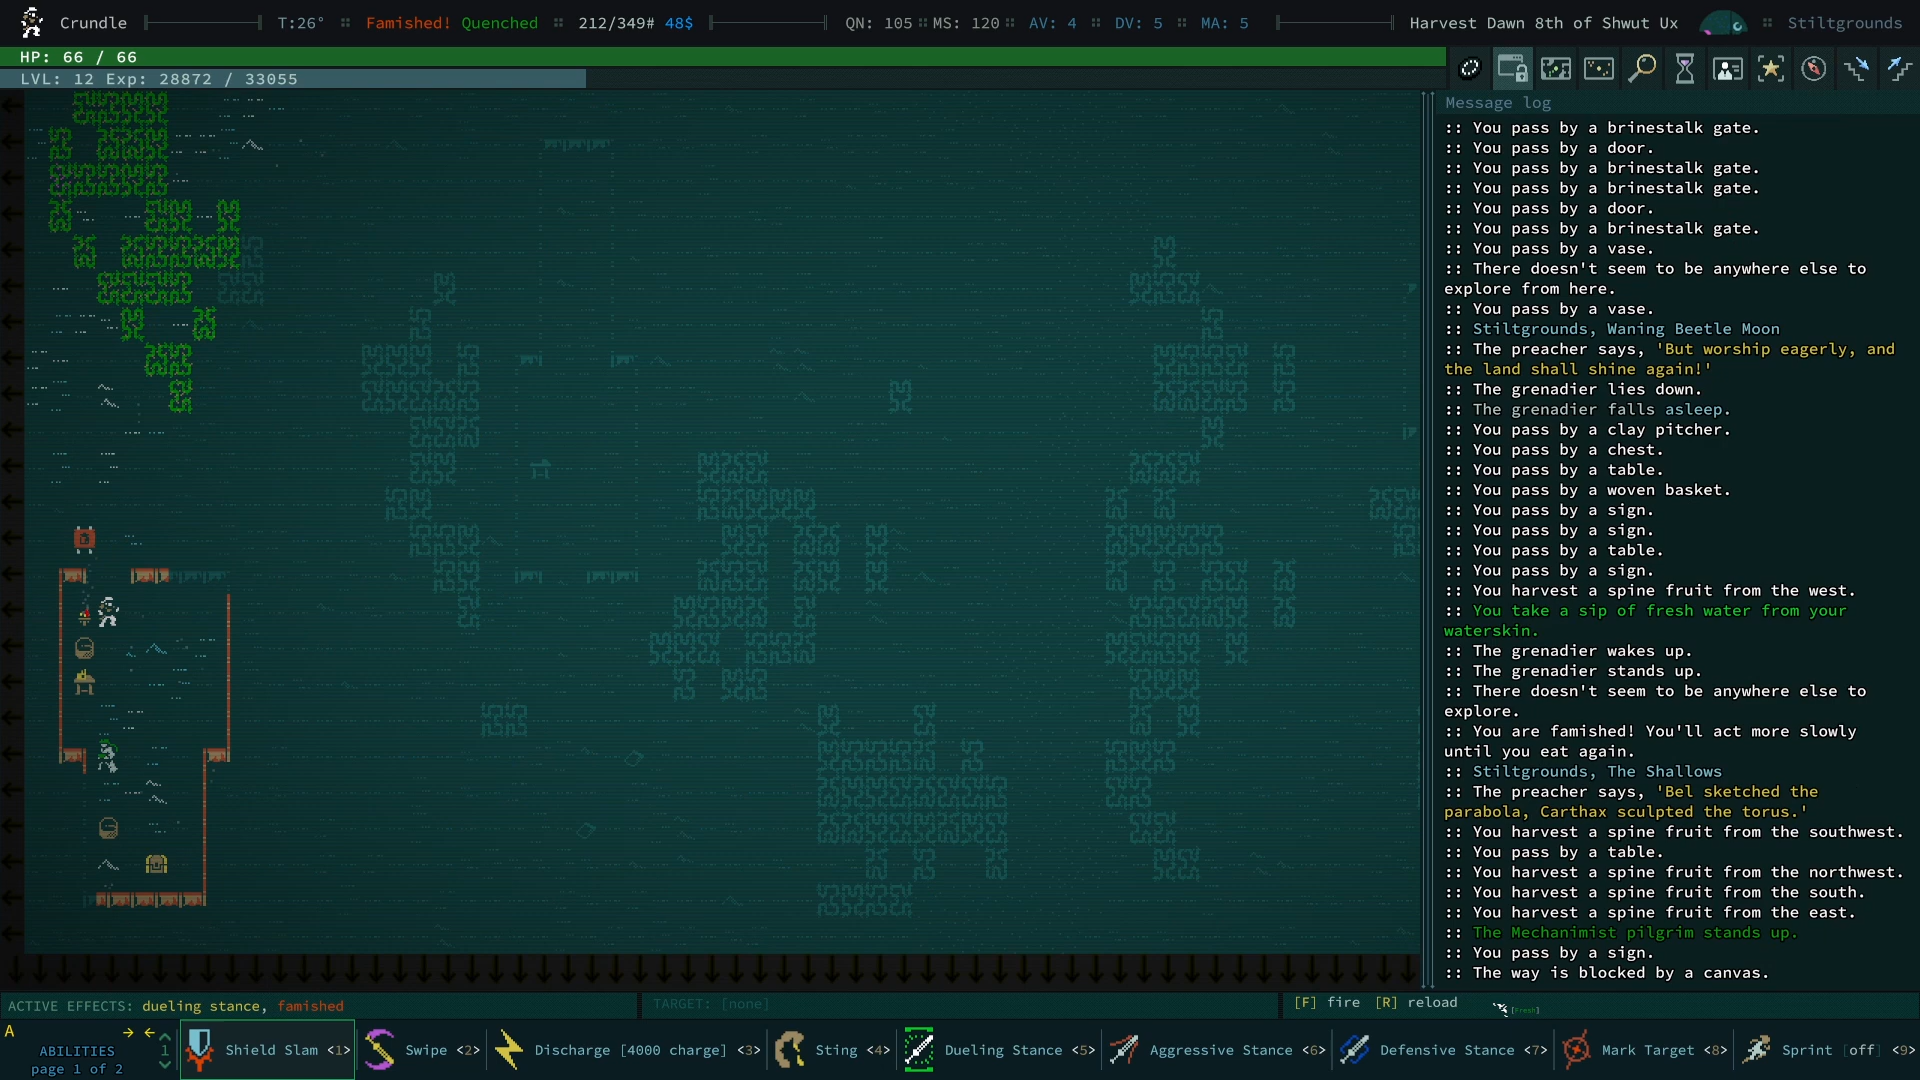 Crundle T:26° Famished! Quenched 212/349# 48$ QN: 105 MS: 120 AV: 4 DV: 5 MA: 5 Harvest Dawn 8th of Shwut Ux Stiltgrounds
HP: 66 / 66
LVL: 12 Exp: 28872 / 33055
Message log
:: You pass by a brinestalk gate.
:: You pass by a door.
:: You pass by a brinestalk gate.
:: You pass by a brinestalk gate.
:: You pass by a door.
:: You pass by a brinestalk gate.
:: You pass by a vase.
:: There doesn't seem to be anywhere else to
explore from here.
:: You pass by a vase.
:: Stiltgrounds, Waning Beetle Moon
:: The preacher says, 'But worship eagerly, and
the land shall shine again!'
:: The grenadier lies down.
:: The grenadier falls asleep.
:: You pass by a clay pitcher.
:: You pass by a chest.
:: You pass by a table.
:: You pass by a woven basket.
:: You pass by a sign.
:: You pass by a sign.
:: You pass by a table.
:: You pass by a sign.
:: You harvest a spine fruit from the west.
:: You take a sip of fresh water from your
waterskin.
:: The grenadier wakes up.
:: The grenadier stands up.
:: There doesn't seem to be anywhere else to
explore.
:: You are famished! You'll act more slowly
until you eat again.
:: Stiltgrounds, The Shallows
:: The preacher says, 'Bel sketched the
parabola, Carthax sculpted the torus.'
:: You harvest a spine fruit from the southwest.
:: You pass by a table.
:: You harvest a spine fruit from the northwest.
:: You harvest a spine fruit from the south.
:: You harvest a spine fruit from the east.
:: The Mechanimist pilgrim stands up.
:: You pass by a sign.
:: The way is blocked by a canvas.
ACTIVE EFFECTS: dueling stance, famished
TARGET: [none]
[F] fire [R] reload
[Fresh]
A
ABILITIES
page 1 of 2
1
Shield Slam <1>
Swipe <2>
Discharge [4000 charge] <3>
Sting <4>
Dueling Stance <5>
Aggressive Stance <6>
Defensive Stance <7>
Mark Target <8>
Sprint [off] <9>